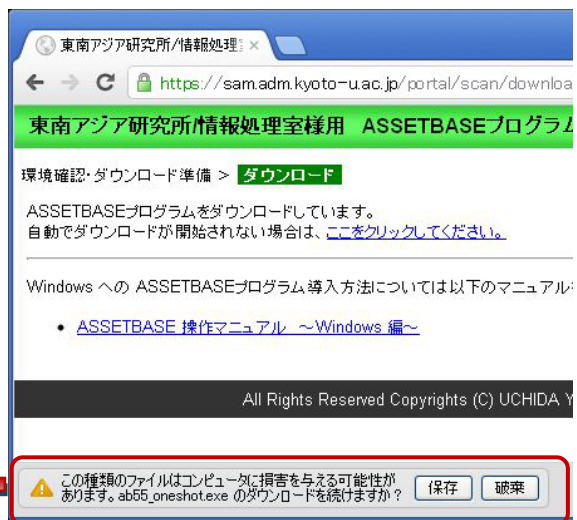 東南アジア研究所/情報処理
https://sam.adm.kyoto-u.ac.jp/portal/scan/downloa
東南アジア研究所/情報処理室様用 ASSETBASEプログラム
環境確認・ダウンロード準備 > ダウンロード
ASSETBASEプログラムをダウンロードしています。
自動でダウンロードが開始されない場合は、ここをクリックしてください。
Windows への ASSETBASEプログラム導入方法については以下のマニュアル
• ASSETBASE 操作マニュアル ～Windows 編～
All Rights Reserved Copyrights (C) UCHIDA Y
この種類のファイルはコンピュータに損害を与える可能性が
あります。ab55_oneshot.exe のダウンロードを続けますか？ 保存 破棄